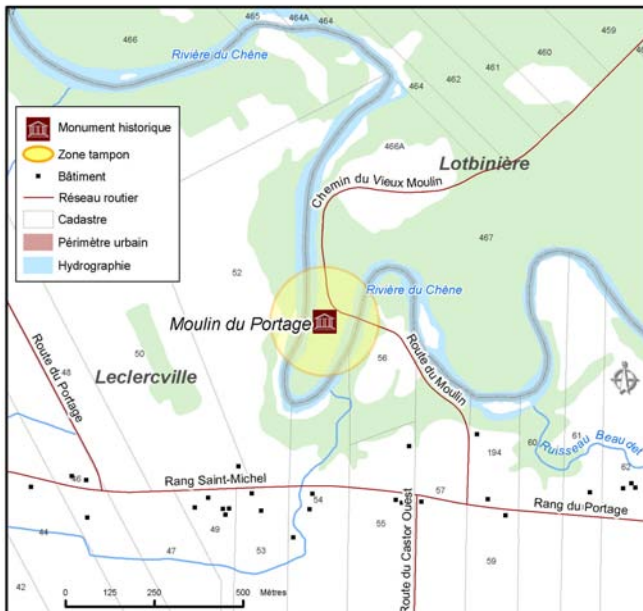 465
464A
464
459
466
Rivière du Chêne
460
461
462
464
Monument historique
Zone tampon
Bâtiment
Réseau routier
Cadastre
Périmètre urbain
Hydrographie
466A
Lotbinière
Chemin du Vieux Moulin
467
52
Rivière du Chêne
Moulin du Portage
Route du Portage
50
48
56
Route du Moulin
Leclercville
60
61
Ruisseau Beaudet
194
62
46
Rang Saint-Michel
54
57
Rang du Portage
49
55
44
47
53
Route du Castor Ouest
59
42
0 125 250 500 Mètres